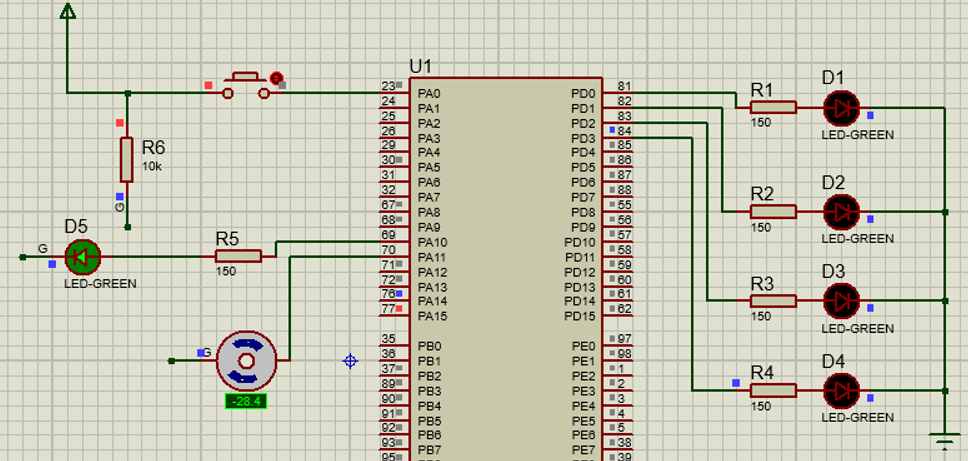 U1
D1
R1
150
LED-GREEN
D2
R2
150
LED-GREEN
D3
R3
150
LED-GREEN
D4
R4
150
LED-GREEN
R6
10k
G
D5
G
LED-GREEN
R5
150
G
-28.4
23 PA0 PD0 81
24 PA1 PD1 82
25 PA2 PD2 83
26 PA3 PD3 84
29 PA4 PD4 85
30 PA5 PD5 86
31 PA6 PD6 87
32 PA7 PD7 88
67 PA8 PD8 55
68 PA9 PD9 56
69 PA10 PD10 57
70 PA11 PD11 58
71 PA12 PD12 59
72 PA13 PD13 60
76 PA14 PD14 61
77 PA15 PD15 62
35 PB0 PE0 97
36 PB1 PE1 98
37 PB2 PE2 1
89 PB3 PE3 2
90 PB4 PE4 3
91 PB5 PE5 4
92 PB6 PE6 5
93 PB7 PE7 38
95 39